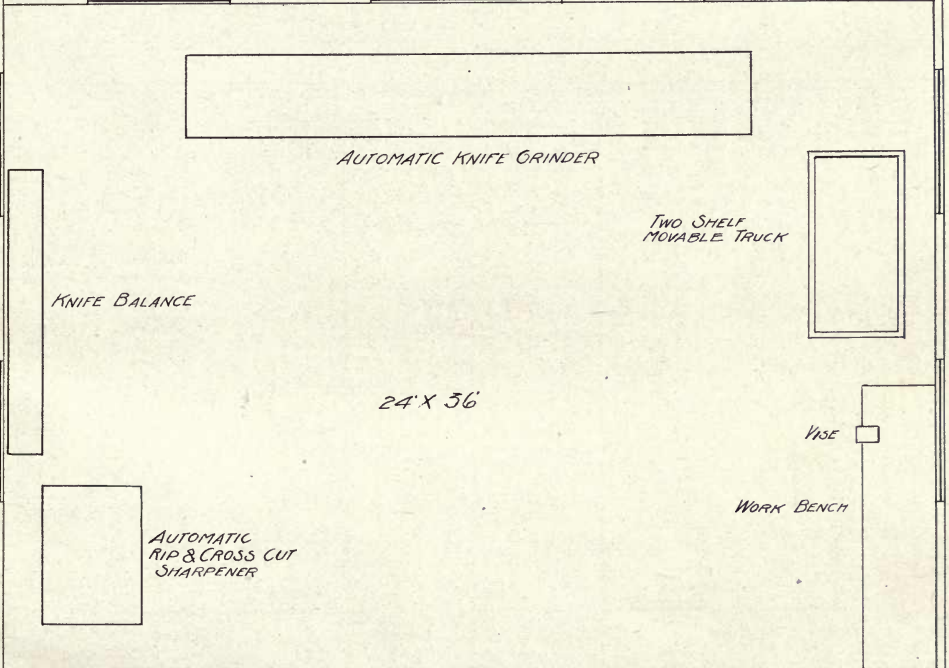 AUTOMATIC KNIFE GRINDER
TWO SHELF
MOVABLE TRUCK
KNIFE BALANCE
24' X 36'
VISE
WORK BENCH
AUTOMATIC
RIP & CROSS CUT
SHARPENER